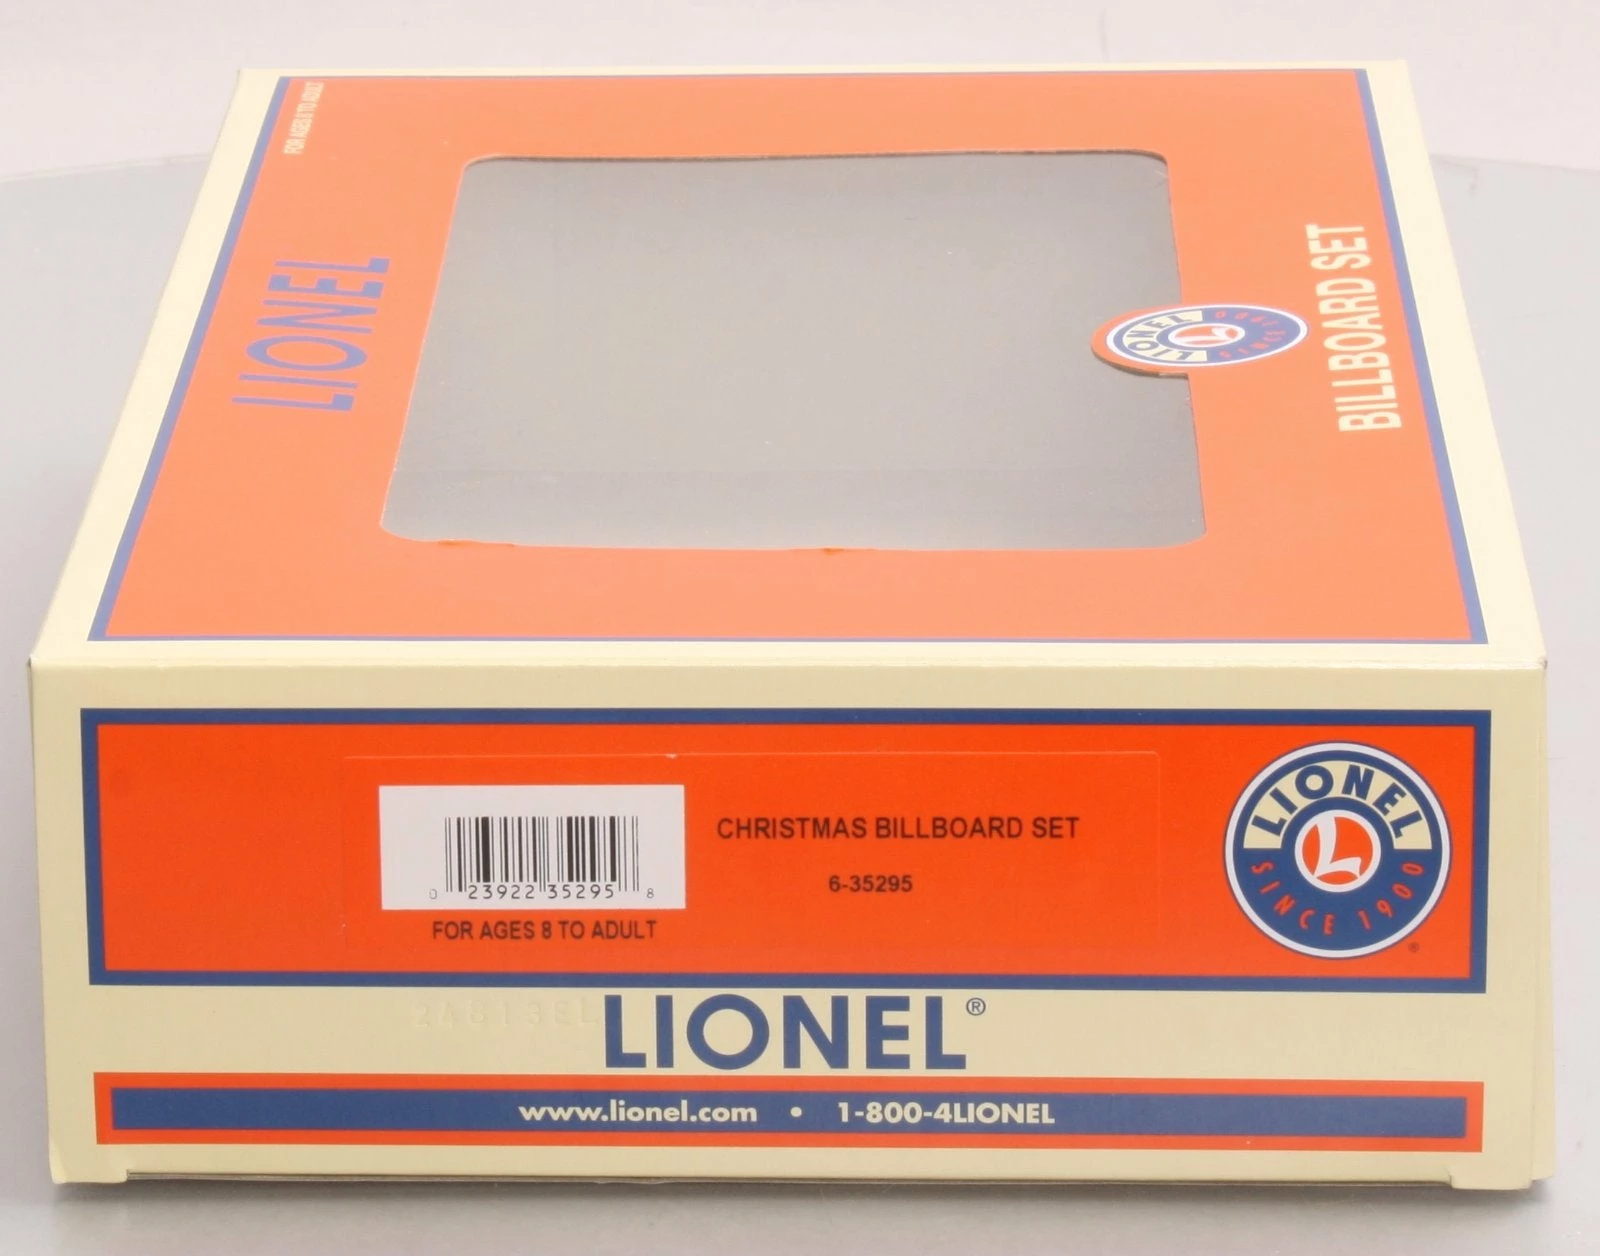 FOR AGES 8 TO ADULT
LIONEL
LIONEL
L
SINCE 1900
BILLBOARD SET
0 23922 35295 8
FOR AGES 8 TO ADULT
CHRISTMAS BILLBOARD SET
6-35295
LIONEL
L
SINCE 1900
®
LIONEL®
www.lionel.com • 1-800-4LIONEL